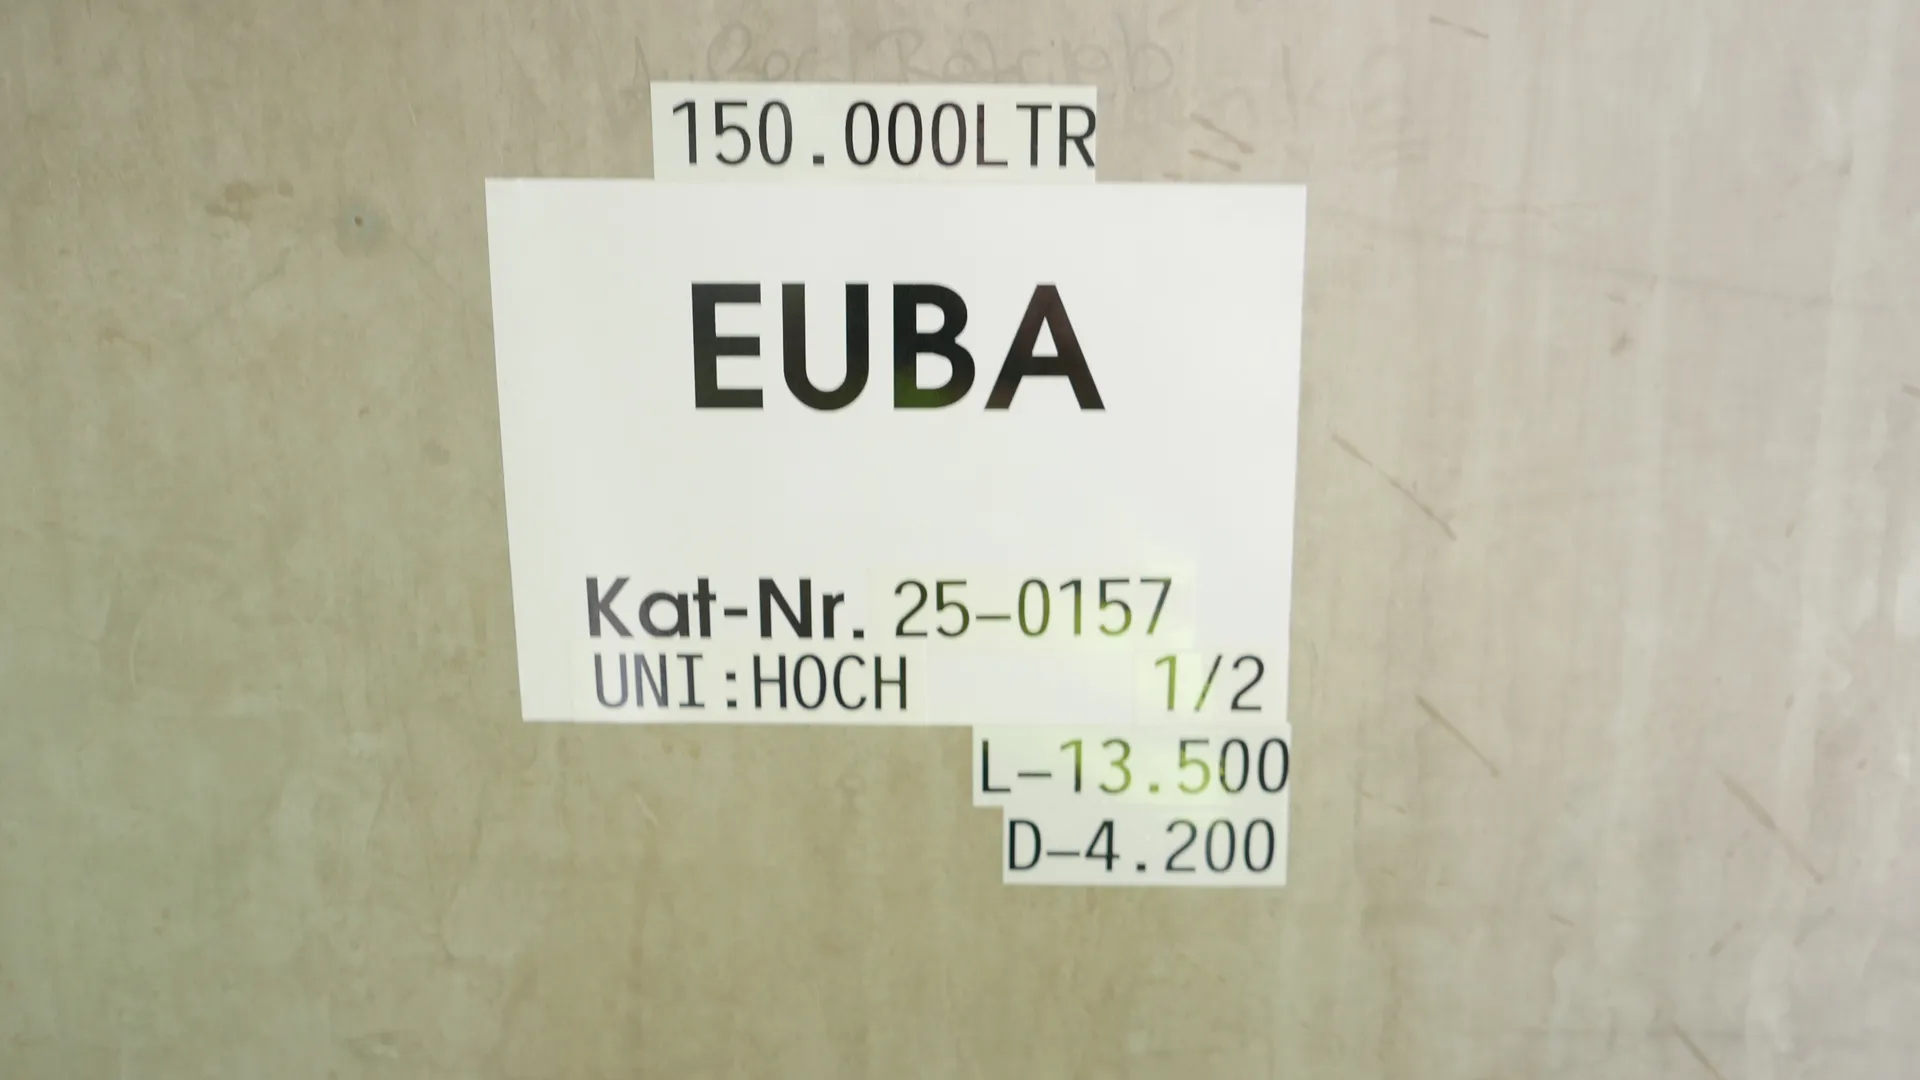 150.000LTR
EUBA
Kat-Nr. 25-0157
UNI:HOCH 1/2
L-13.500
D-4.200